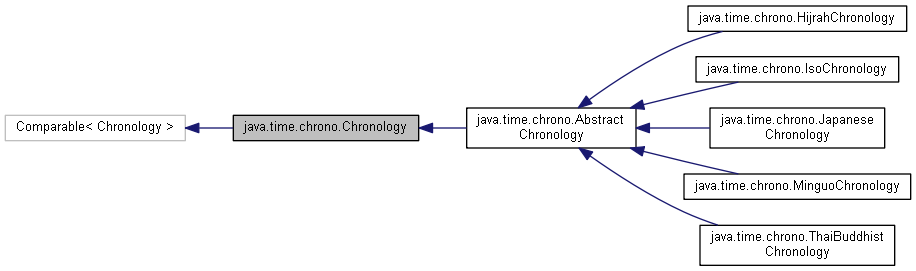 java.time.chrono.HijrahChronology
java.time.chrono.IsoChronology
Comparable< Chronology >
java.time.chrono.Chronology
java.time.chrono.Abstract
Chronology
java.time.chrono.Japanese
Chronology
java.time.chrono.MinguoChronology
java.time.chrono.ThaiBuddhist
Chronology